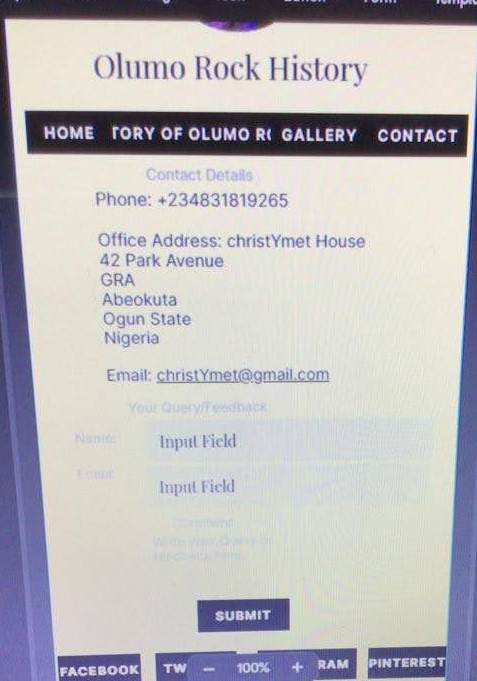 Olumo Rock History
HOME TORY OF OLUMO R( GALLERY CONTACT
Contact Details
Phone: +234831819265
Office Address: christYmet House
42 Park Avenue
GRA
Abeokuta
Ogun State
Nigeria
Email: christYmet@gmail.com
Your Query/Feedback
Name: Input Field
Email: Input Field
Comment
Write your Query or
feedback here.
SUBMIT
FACEBOOK TW − 100% + RAM PINTEREST